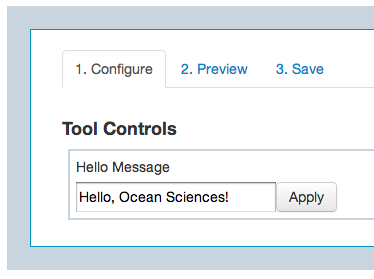 1. Configure 2. Preview 3. Save
Tool Controls
Hello Message
Hello, Ocean Sciences! Apply